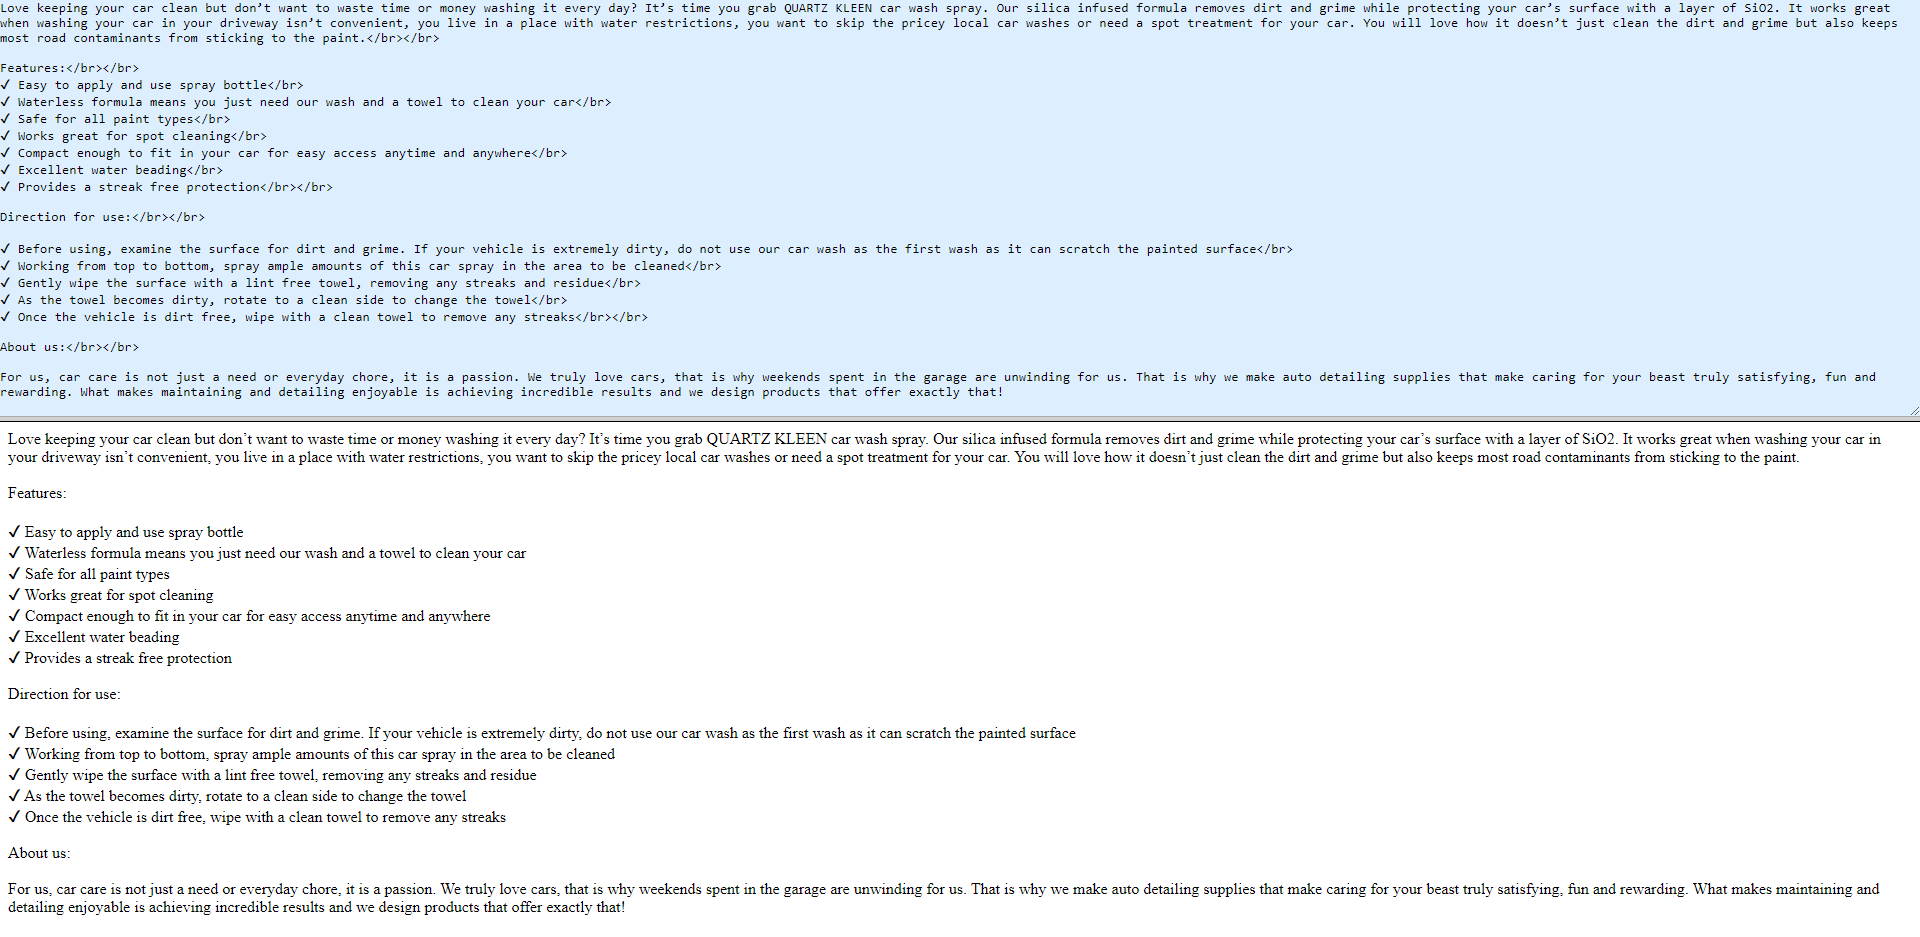 Love keeping your car clean but don’t want to waste time or money washing it every day? It’s time you grab QUARTZ KLEEN car wash spray. Our silica infused formula removes dirt and grime while protecting your car’s surface with a layer of SiO2. It works great
when washing your car in your driveway isn’t convenient, you live in a place with water restrictions, you want to skip the pricey local car washes or need a spot treatment for your car. You will love how it doesn’t just clean the dirt and grime but also keeps
most road contaminants from sticking to the paint.</br></br>
Features:</br></br>
✓ Easy to apply and use spray bottle</br>
✓ Waterless formula means you just need our wash and a towel to clean your car</br>
✓ Safe for all paint types</br>
✓ Works great for spot cleaning</br>
✓ Compact enough to fit in your car for easy access anytime and anywhere</br>
✓ Excellent water beading</br>
✓ Provides a streak free protection</br></br>
Direction for use:</br></br>
✓ Before using, examine the surface for dirt and grime. If your vehicle is extremely dirty, do not use our car wash as the first wash as it can scratch the painted surface</br>
✓ Working from top to bottom, spray ample amounts of this car spray in the area to be cleaned</br>
✓ Gently wipe the surface with a lint free towel, removing any streaks and residue</br>
✓ As the towel becomes dirty, rotate to a clean side to change the towel</br>
✓ Once the vehicle is dirt free, wipe with a clean towel to remove any streaks</br></br>
About us:</br></br>
For us, car care is not just a need or everyday chore, it is a passion. We truly love cars, that is why weekends spent in the garage are unwinding for us. That is why we make auto detailing supplies that make caring for your beast truly satisfying, fun and
rewarding. What makes maintaining and detailing enjoyable is achieving incredible results and we design products that offer exactly that!
Love keeping your car clean but don’t want to waste time or money washing it every day? It’s time you grab QUARTZ KLEEN car wash spray. Our silica infused formula removes dirt and grime while protecting your car’s surface with a layer of SiO2. It works great when washing your car in
your driveway isn’t convenient, you live in a place with water restrictions, you want to skip the pricey local car washes or need a spot treatment for your car. You will love how it doesn’t just clean the dirt and grime but also keeps most road contaminants from sticking to the paint.
Features:
✓ Easy to apply and use spray bottle
✓ Waterless formula means you just need our wash and a towel to clean your car
✓ Safe for all paint types
✓ Works great for spot cleaning
✓ Compact enough to fit in your car for easy access anytime and anywhere
✓ Excellent water beading
✓ Provides a streak free protection
Direction for use:
✓ Before using, examine the surface for dirt and grime. If your vehicle is extremely dirty, do not use our car wash as the first wash as it can scratch the painted surface
✓ Working from top to bottom, spray ample amounts of this car spray in the area to be cleaned
✓ Gently wipe the surface with a lint free towel, removing any streaks and residue
✓ As the towel becomes dirty, rotate to a clean side to change the towel
✓ Once the vehicle is dirt free, wipe with a clean towel to remove any streaks
About us:
For us, car care is not just a need or everyday chore, it is a passion. We truly love cars, that is why weekends spent in the garage are unwinding for us. That is why we make auto detailing supplies that make caring for your beast truly satisfying, fun and rewarding. What makes maintaining and
detailing enjoyable is achieving incredible results and we design products that offer exactly that!